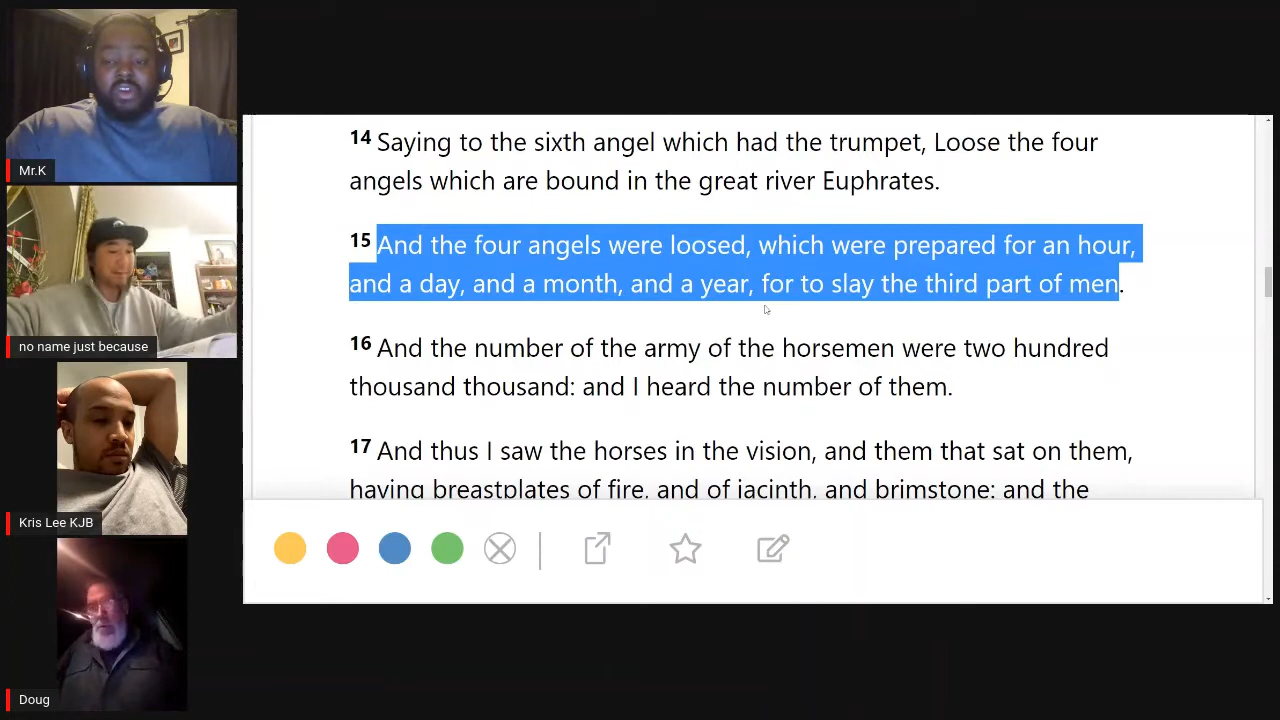 Mr.K
no name just because
Kris Lee KJB
Doug
14 Saying to the sixth angel which had the trumpet, Loose the four
angels which are bound in the great river Euphrates.
15 And the four angels were loosed, which were prepared for an hour,
and a day, and a month, and a year, for to slay the third part of men.
16 And the number of the army of the horsemen were two hundred
thousand thousand: and I heard the number of them.
17 And thus I saw the horses in the vision, and them that sat on them,
having breastplates of fire, and of jacinth, and brimstone: and the